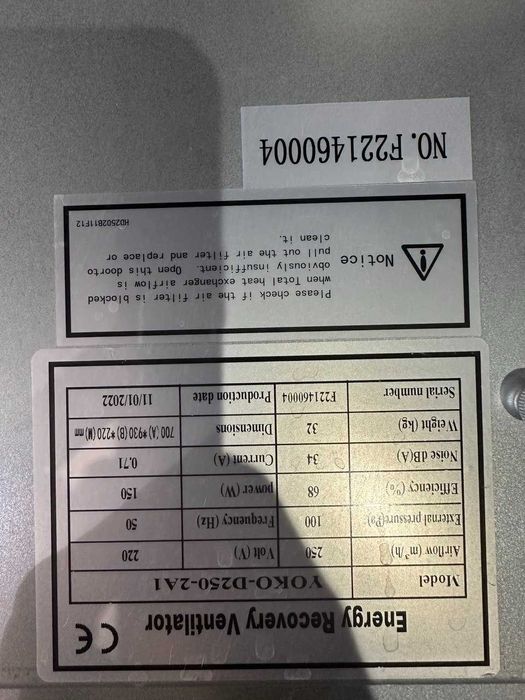 Energy Recovery Ventilator CE
Model YOKO-D250-2A1
Airflow (m³/h) 250 Volt (V) 220
External pressure(Pa) 100 Frequency (Hz) 50
Efficiency (%) 68 power (W) 150
Noise dB(A) 34 Current (A) 0.71
Weight (kg) 32 Dimensions 700 (A)*930(B)*220(W)mm
Serial number F221460004 Production date 11/01/2022
Notice
Please check if the air filter is blocked
when Total heat exchanger airflow is
obviously insufficient. Open this doorto
pull out the air filter and replace or
clean it.
HD2502B11F12
NO. F221460004